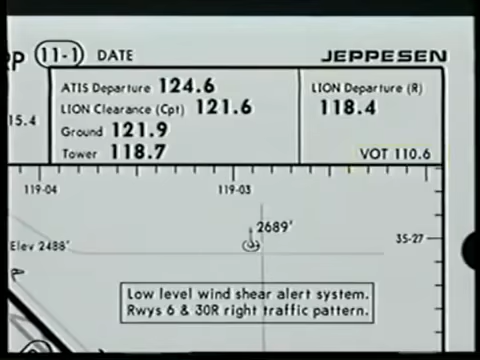 RP 11-1 DATE JEPPESEN
ATIS Departure 124.6
LION Clearance (Cpt) 121.6
Ground 121.9
Tower 118.7
LION Departure (R)
118.4
15.4
VOT 110.6
119-04 119-03
2689'
35-27
Elev 2488'
Low level wind shear alert system.
Rwys 6 & 30R right traffic pattern.